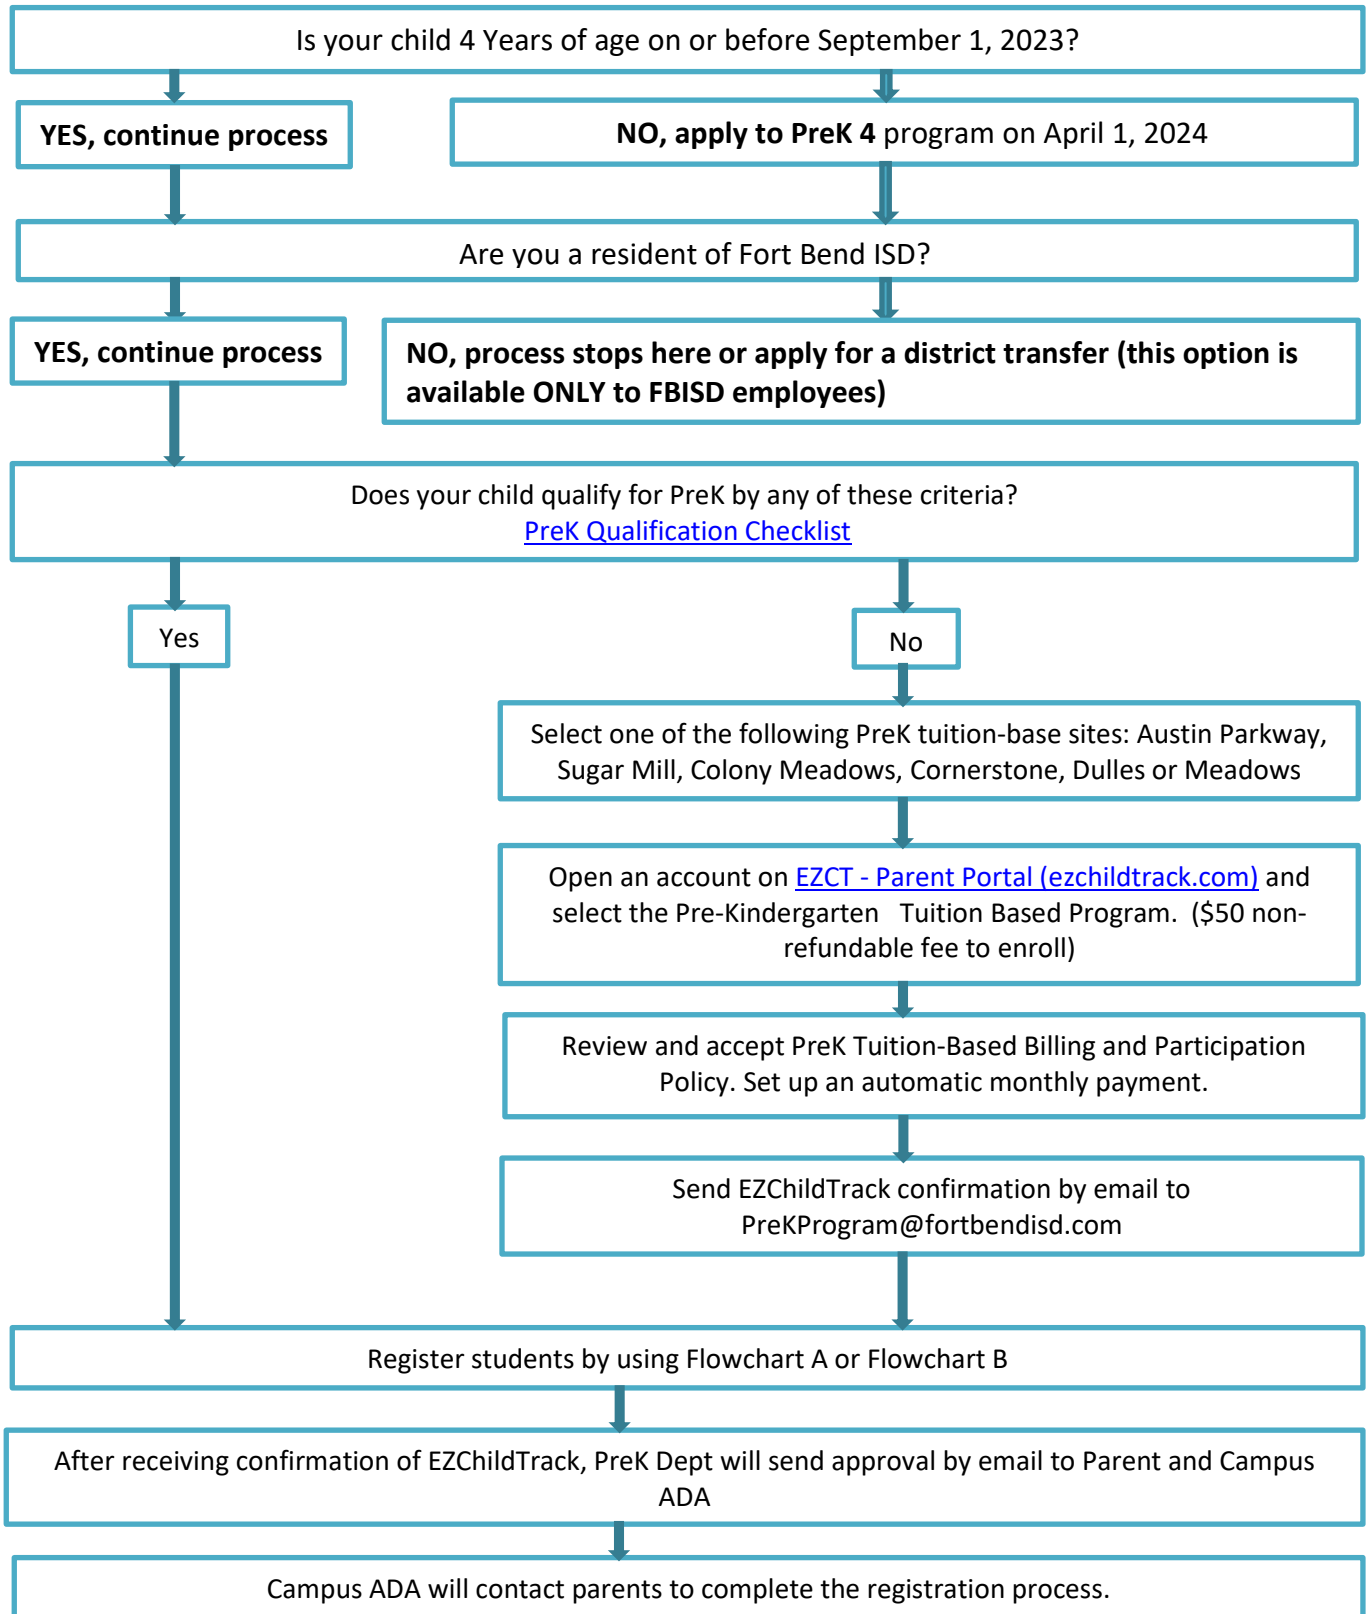 Is your child 4 Years of age on or before September 1, 2023?
YES, continue process
NO, apply to PreK 4 program on April 1, 2024
Are you a resident of Fort Bend ISD?
YES, continue process
NO, process stops here or apply for a district transfer (this option is
available ONLY to FBISD employees)
Does your child qualify for PreK by any of these criteria?
PreK Qualification Checklist
Yes
No
Select one of the following PreK tuition-base sites: Austin Parkway,
Sugar Mill, Colony Meadows, Cornerstone, Dulles or Meadows
Open an account on EZCT - Parent Portal (ezchildtrack.com) and
select the Pre-Kindergarten   Tuition Based Program.  ($50 non-
refundable fee to enroll)
Review and accept PreK Tuition-Based Billing and Participation
Policy. Set up an automatic monthly payment.
Send EZChildTrack confirmation by email to
PreKProgram@fortbendisd.com
Register students by using Flowchart A or Flowchart B
After receiving confirmation of EZChildTrack, PreK Dept will send approval by email to Parent and Campus
ADA
Campus ADA will contact parents to complete the registration process.